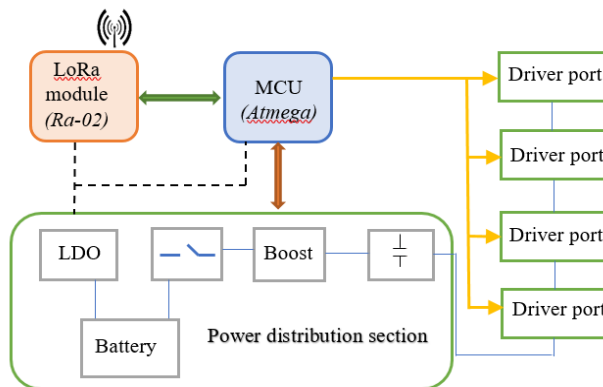 LoRa
module
(Ra-02)
MCU
(Atmega)
Driver port
Driver port
Driver port
Driver port
LDO
Boost
Battery
Power distribution section